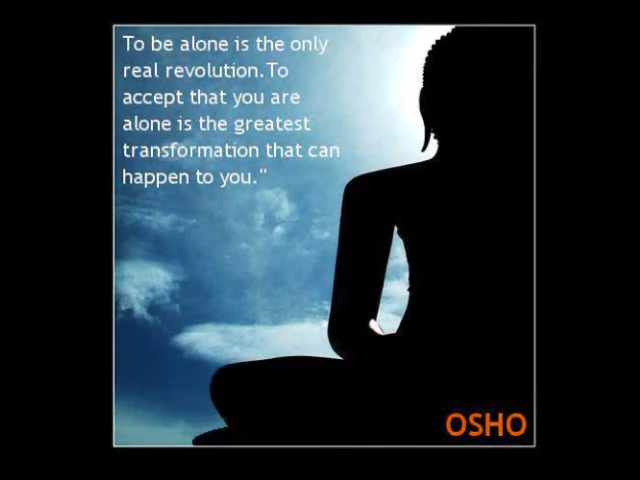 To be alone is the only
real revolution.To
accept that you are
alone is the greatest
transformation that can
happen to you."
OSHO